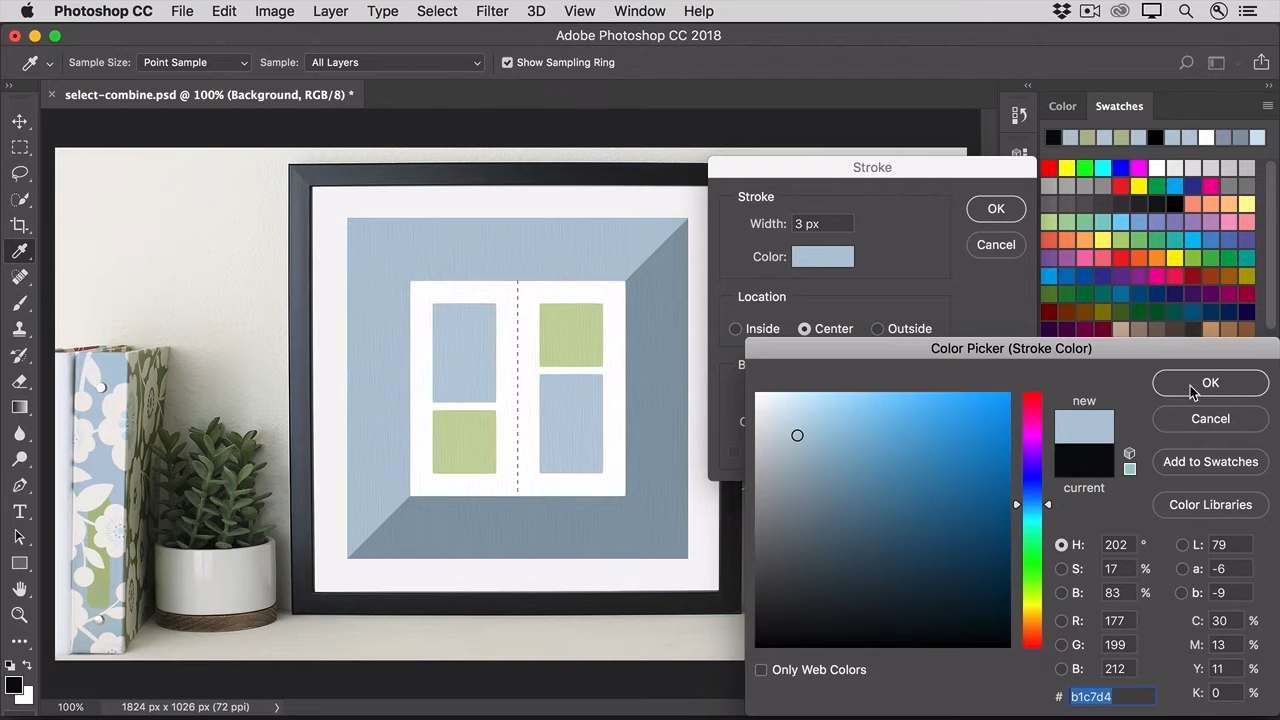 Photoshop CC File Edit Image Layer Type Select Filter 3D View Window Help
Adobe Photoshop CC 2018
Sample Size: Point Sample Sample: All Layers Show Sampling Ring
× select-combine.psd @ 100% (Background, RGB/8) *
Color Swatches
Stroke
Stroke
Width: 3 px
OK
Color:
Cancel
Location
Inside Center Outside
Color Picker (Stroke Color)
OK
new
Cancel
Add to Swatches
current
Color Libraries
H: 202 ° L: 79
S: 17 % a: -6
B: 83 % b: -9
R: 177 C: 30 %
G: 199 M: 13 %
Only Web Colors
B: 212 Y: 11 %
# b1c7d4 K: 0 %
100% 1824 px x 1026 px (72 ppi)